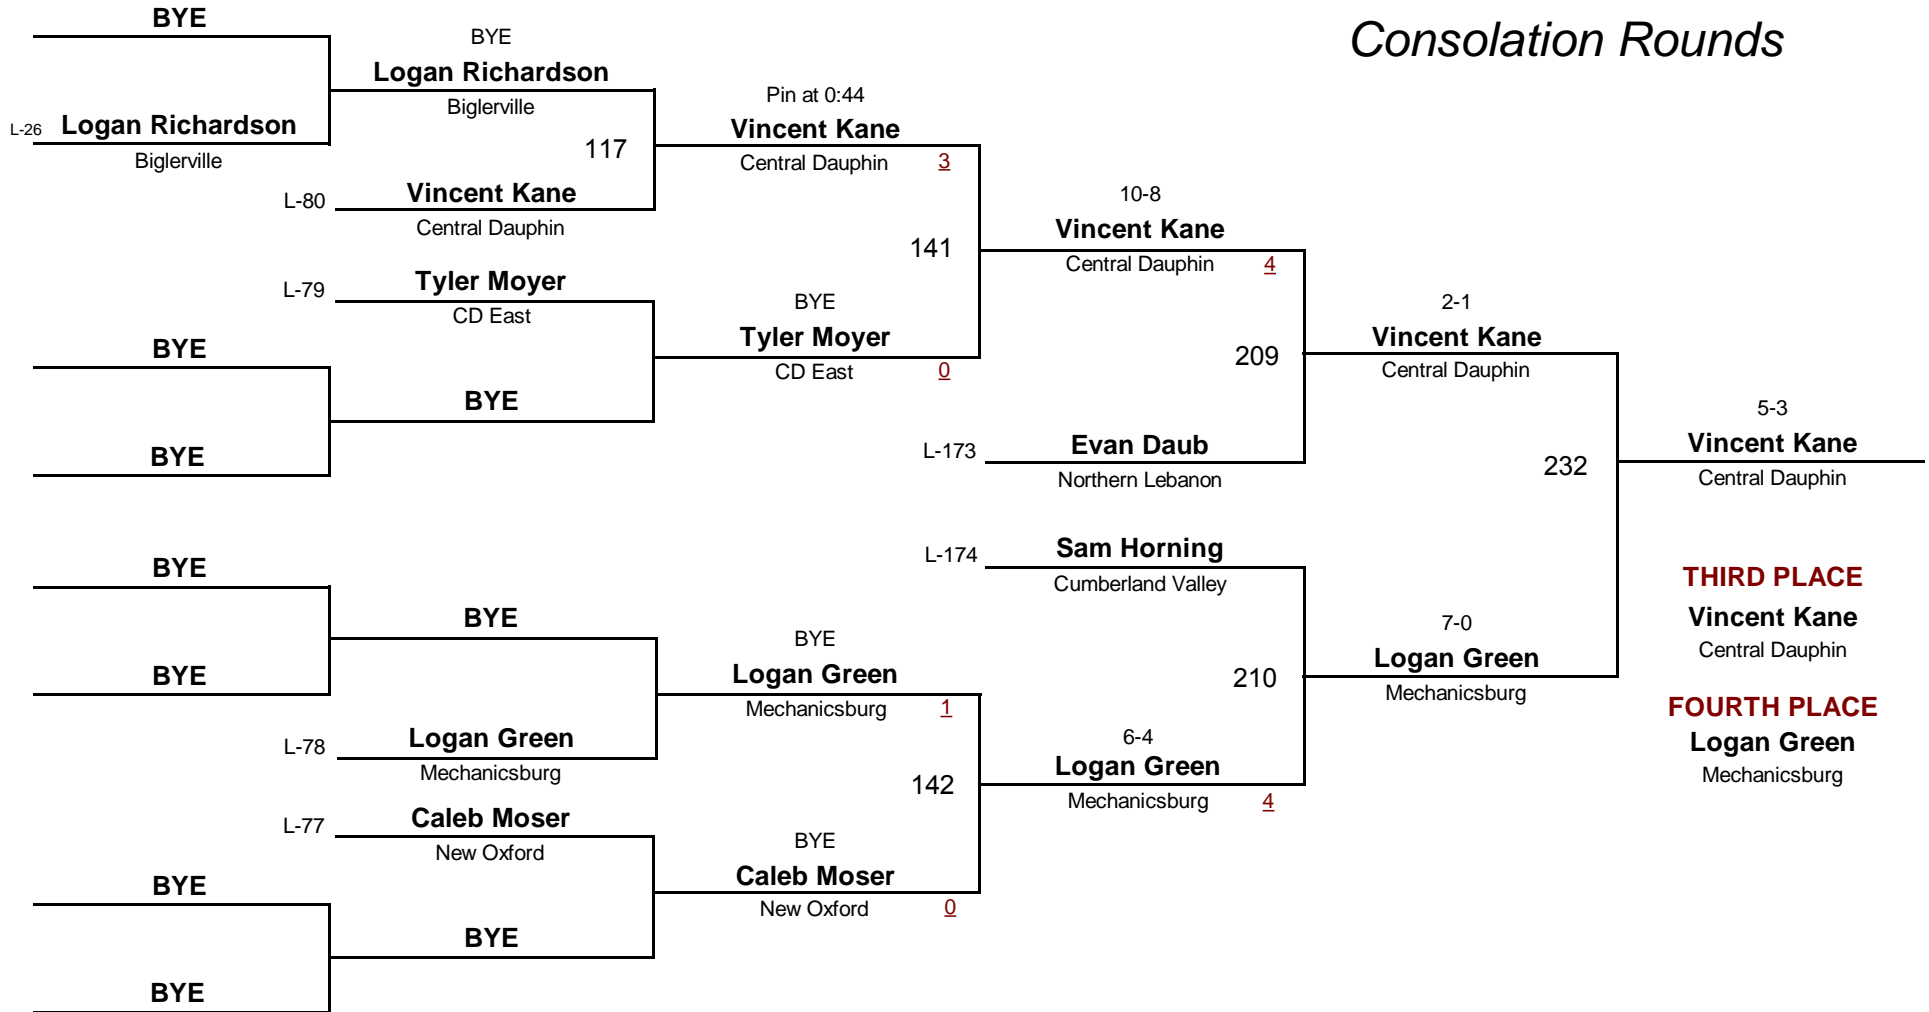 Consolation Rounds
BYE
L-26 Logan Richardson
Biglerville
BYE
Logan Richardson
Biglerville
117
L-80 Vincent Kane
Central Dauphin
Pin at 0:44
Vincent Kane
Central Dauphin 3
L-79 Tyler Moyer
CD East
BYE
BYE
BYE
BYE
Tyler Moyer
CD East 0
141
10-8
Vincent Kane
Central Dauphin 4
209
L-173 Evan Daub
Northern Lebanon
2-1
Vincent Kane
Central Dauphin
232
5-3
Vincent Kane
Central Dauphin
BYE
BYE
BYE
L-78 Logan Green
Mechanicsburg
BYE
Logan Green
Mechanicsburg 1
L-77 Caleb Moser
New Oxford
BYE
BYE
BYE
BYE
Caleb Moser
New Oxford 0
142
6-4
Logan Green
Mechanicsburg 4
L-174 Sam Horning
Cumberland Valley
210
7-0
Logan Green
Mechanicsburg
THIRD PLACE
Vincent Kane
Central Dauphin
FOURTH PLACE
Logan Green
Mechanicsburg